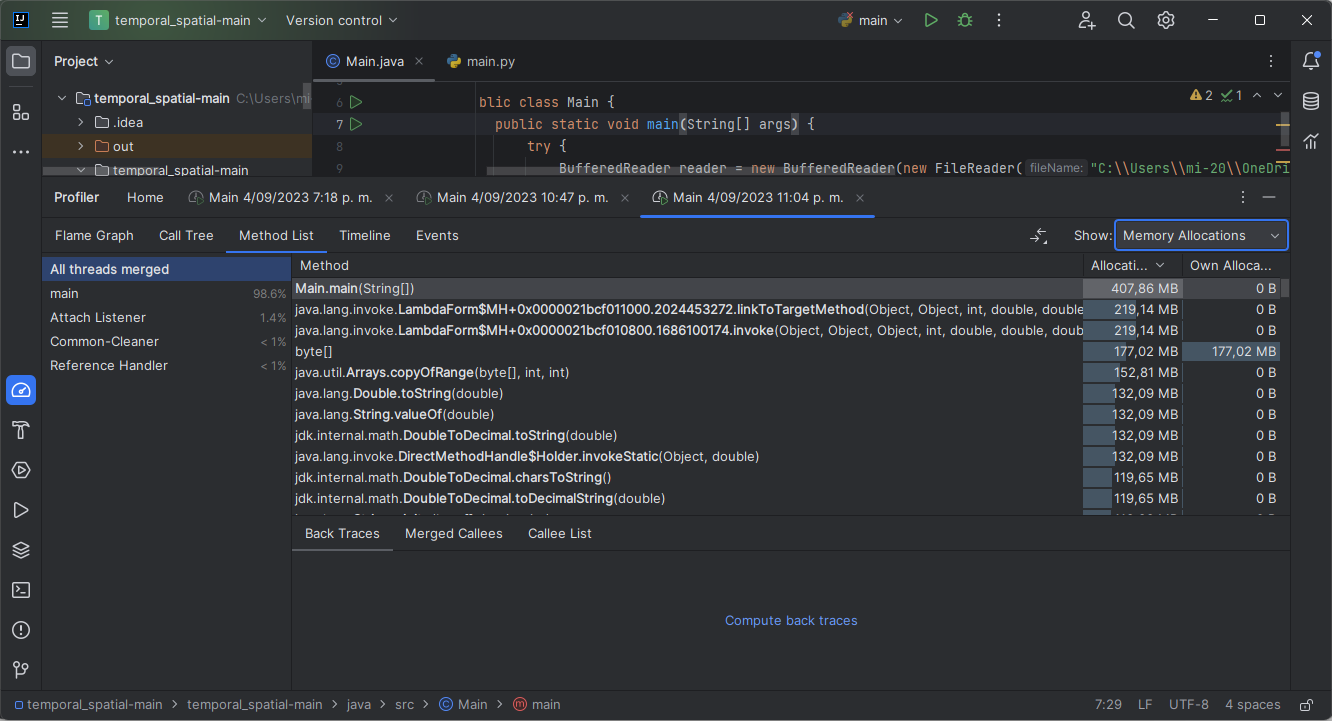 IJ
T temporal_spatial-main Version control main
Project
Main.java main.py
temporal_spatial-main C:\Users\mi
.idea
out
temporal_spatial-main
6 blic class Main {
7 public static void main(String[] args) {
8 try {
9 BufferedReader reader = new BufferedReader(new FileReader( fileName: "C:\\Users\\mi-20\\OneDri
2 1
Profiler Home Main 4/09/2023 7:18 p. m. Main 4/09/2023 10:47 p. m. Main 4/09/2023 11:04 p. m.
Flame Graph Call Tree Method List Timeline Events Show: Memory Allocations
All threads merged
main 98.6%
Attach Listener 1.4%
Common-Cleaner < 1%
Reference Handler < 1%
Method Allocati... Own Alloca...
Main.main(String[]) 407,86 MB 0 B
java.lang.invoke.LambdaForm$MH+0x0000021bcf011000.2024453272.linkToTargetMethod(Object, Object, int, double, double 219,14 MB 0 B
java.lang.invoke.LambdaForm$MH+0x0000021bcf010800.1686100174.invoke(Object, Object, Object, int, double, double, doub 219,14 MB 0 B
byte[] 177,02 MB 177,02 MB
java.util.Arrays.copyOfRange(byte[], int, int) 152,81 MB 0 B
java.lang.Double.toString(double) 132,09 MB 0 B
java.lang.String.valueOf(double) 132,09 MB 0 B
jdk.internal.math.DoubleToDecimal.toString(double) 132,09 MB 0 B
java.lang.invoke.DirectMethodHandle$Holder.invokeStatic(Object, double) 132,09 MB 0 B
jdk.internal.math.DoubleToDecimal.charsToString() 119,65 MB 0 B
jdk.internal.math.DoubleToDecimal.toDecimalString(double) 119,65 MB 0 B
Back Traces Merged Callees Callee List
Compute back traces
temporal_spatial-main > temporal_spatial-main > java > src > Main > main 7:29 LF UTF-8 4 spaces